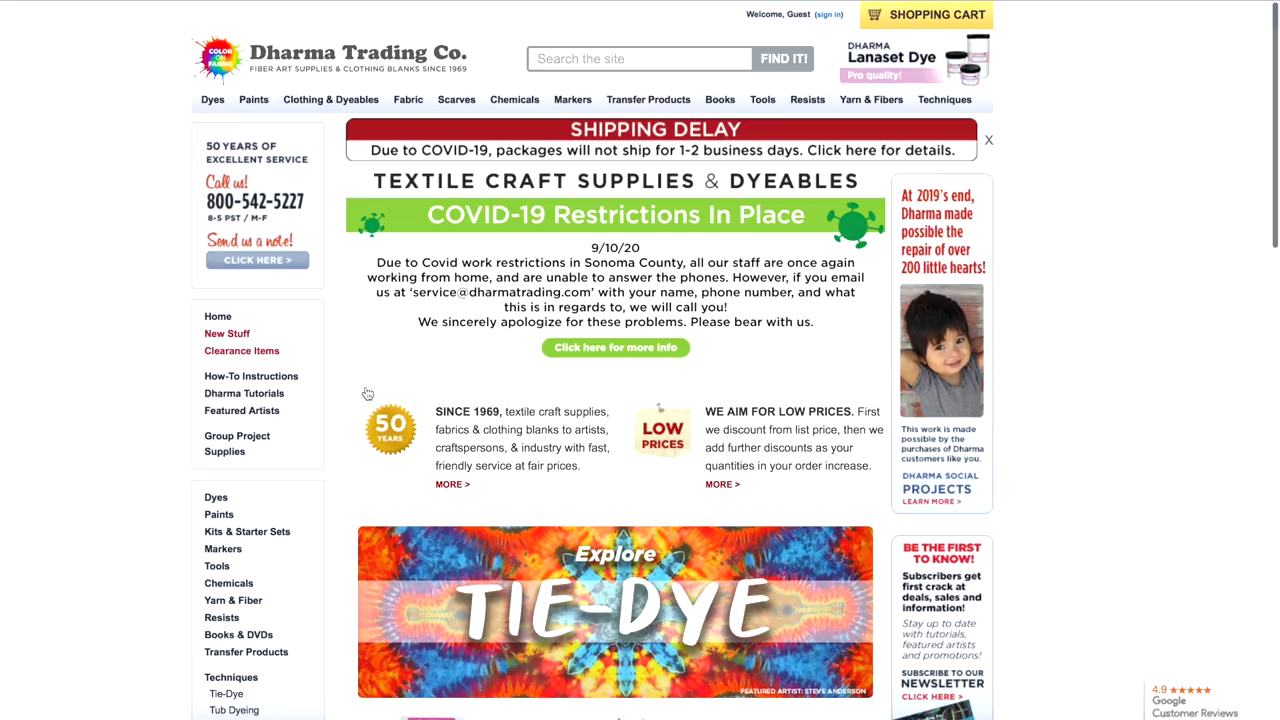 Welcome, Guest (sign in)
SHOPPING CART
COLOR ON FABRIC
Dharma Trading Co.
FIBER ART SUPPLIES & CLOTHING BLANKS SINCE 1969
Search the site
FIND IT!
DHARMA
Lanaset Dye
Pro quality!
Dyes Paints Clothing & Dyeables Fabric Scarves Chemicals Markers Transfer Products Books Tools Resists Yarn & Fibers Techniques
50 YEARS OF
EXCELLENT SERVICE
Call us!
800-542-5227
8-5 PST / M-F
Send us a note!
CLICK HERE >
Home
New Stuff
Clearance Items
How-To Instructions
Dharma Tutorials
Featured Artists
Group Project
Supplies
Dyes
Paints
Kits & Starter Sets
Markers
Tools
Chemicals
Yarn & Fiber
Resists
Books & DVDs
Transfer Products
Techniques
Tie-Dye
Tub Dyeing
SHIPPING DELAY
Due to COVID-19, packages will not ship for 1-2 business days. Click here for details.
X
TEXTILE CRAFT SUPPLIES & DYEABLES
COVID-19 Restrictions In Place
9/10/20
Due to Covid work restrictions in Sonoma County, all our staff are once again
working from home, and are unable to answer the phones. However, if you email
us at ‘service@dharmatrading.com’ with your name, phone number, and what
this is in regards to, we will call you!
We sincerely apologize for these problems. Please bear with us.
Click here for more info
50
YEARS
SINCE 1969, textile craft supplies,
fabrics & clothing blanks to artists,
craftspersons, & industry with fast,
friendly service at fair prices.
MORE >
LOW
PRICES
WE AIM FOR LOW PRICES. First
we discount from list price, then we
add further discounts as your
quantities in your order increase.
MORE >
Explore
TIE-DYE
FEATURED ARTIST: STEVE ANDERSON
At 2019's end,
Dharma made
possible the
repair of over
200 little hearts!
This work is made
possible by the
purchases of Dharma
customers like you.
DHARMA SOCIAL
PROJECTS
LEARN MORE >
BE THE FIRST
TO KNOW!
Subscribers get
first crack at
deals, sales and
information!
Stay up to date
with tutorials,
featured artists
and promotions!
SUBSCRIBE TO OUR
NEWSLETTER
CLICK HERE >
4.9 ★★★★★
Google
Customer Reviews